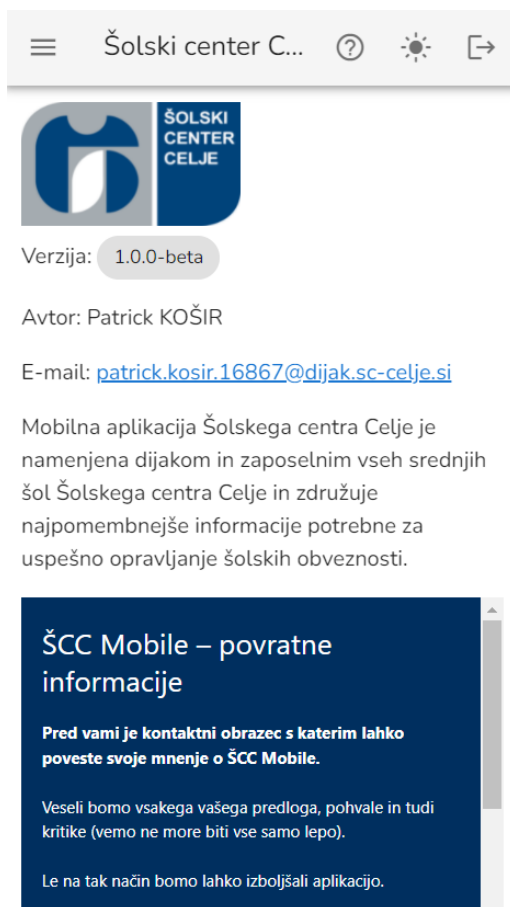 Šolski center C...
ŠOLSKI
CENTER
CELJE
Verzija: 1.0.0-beta
Avtor: Patrick KOŠIR
E-mail: patrick.kosir.16867@dijak.sc-celje.si
Mobilna aplikacija Šolskega centra Celje je
namenjena dijakom in zaposelnim vseh srednjih
šol Šolskega centra Celje in združuje
najpomembnejše informacije potrebne za
uspešno opravljanje šolskih obveznosti.
ŠCC Mobile – povratne
informacije
Pred vami je kontaktni obrazec s katerim lahko
poveste svoje mnenje o ŠCC Mobile.
Veseli bomo vsakega vašega predloga, pohvale in tudi
kritike (vemo ne more biti vse samo lepo).
Le na tak način bomo lahko izboljšali aplikacijo.